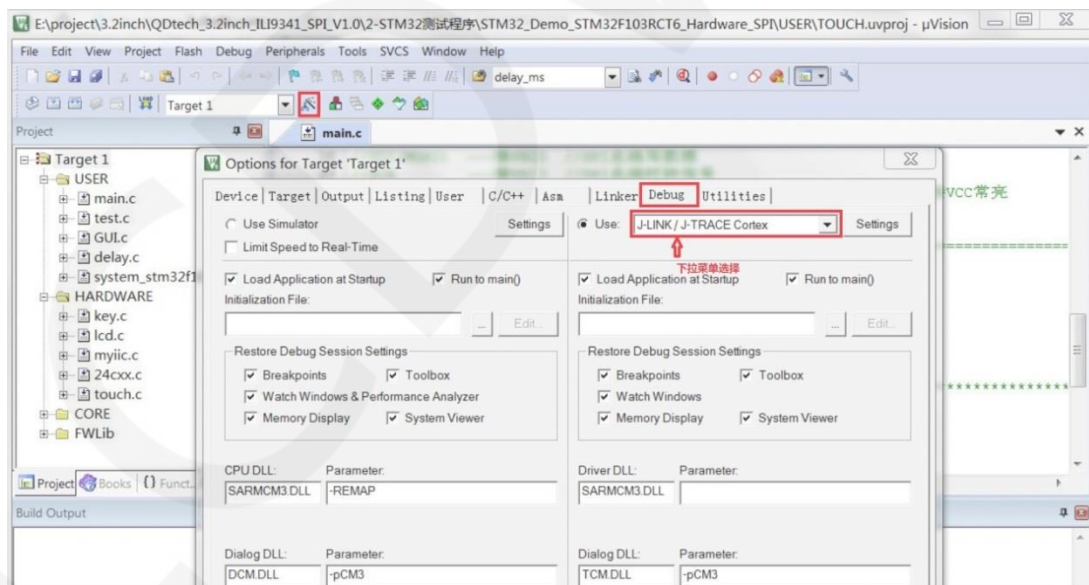 E:\project\3.2inch\QDtech_3.2inch_ILI9341_SPI_V1.0\2-STM32测试程序\STM32_Demo_STM32F103RCT6_Hardware_SPI\USER\TOUCH.uvproj - µVision
File Edit View Project Flash Debug Peripherals Tools SVCS Window Help
delay_ms
Target 1
Project
main.c
Target 1
USER
main.c
test.c
GUI.c
delay.c
system_stm32f1
HARDWARE
key.c
lcd.c
myiic.c
24cxx.c
touch.c
CORE
FWLib
Project Books {} Funct...
Build Output
VCC常亮
Options for Target 'Target 1'
Device Target Output Listing User C/C++ Asm Linker Debug Utilities
Use Simulator Settings
Limit Speed to Real-Time
Use: J-LINK / J-TRACE Cortex Settings
下拉菜单选择
Load Application at Startup Run to main()
Initialization File:
... Edit...
Restore Debug Session Settings
Breakpoints Toolbox
Watch Windows & Performance Analyzer
Memory Display System Viewer
Load Application at Startup Run to main()
Initialization File:
... Edit...
Restore Debug Session Settings
Breakpoints Toolbox
Watch Windows
Memory Display System Viewer
CPU DLL: Parameter:
SARMCM3.DLL -REMAP
Driver DLL: Parameter:
SARMCM3.DLL
Dialog DLL: Parameter:
DCM.DLL -pCM3
Dialog DLL: Parameter:
TCM.DLL -pCM3